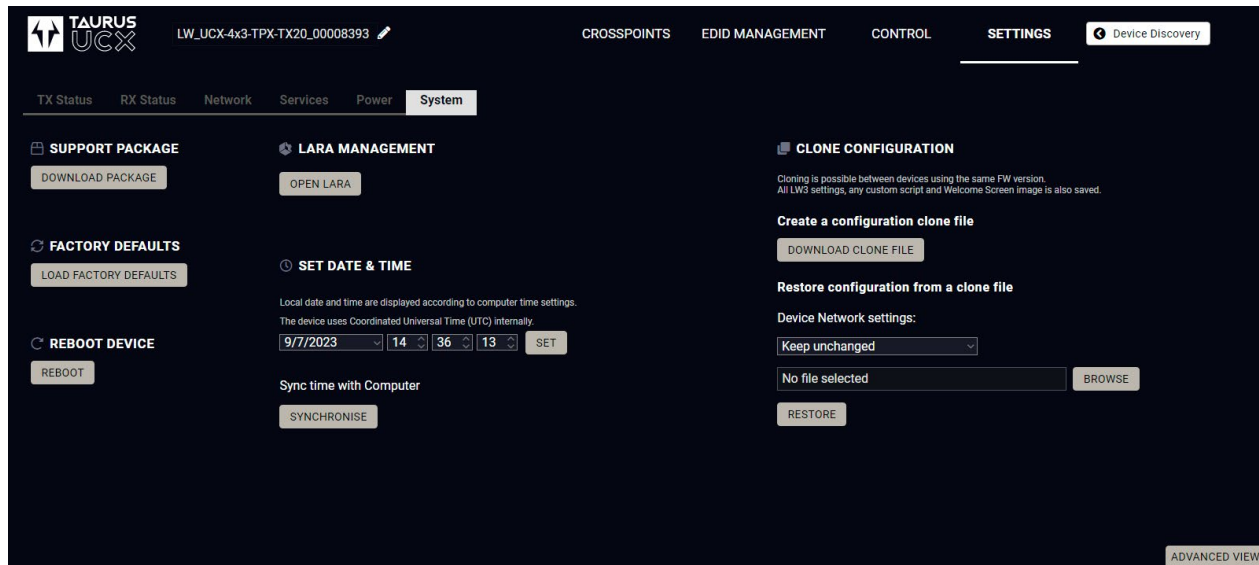 TAURUS
UCX
LW_UCX-4x3-TPX-TX20_00008393
CROSSPOINTS
EDID MANAGEMENT
CONTROL
SETTINGS
Device Discovery
TX Status
RX Status
Network
Services
Power
System
SUPPORT PACKAGE
DOWNLOAD PACKAGE
FACTORY DEFAULTS
LOAD FACTORY DEFAULTS
REBOOT DEVICE
REBOOT
LARA MANAGEMENT
OPEN LARA
SET DATE & TIME
Local date and time are displayed according to computer time settings.
The device uses Coordinated Universal Time (UTC) internally.
9/7/2023 14 36 13 SET
Sync time with Computer
SYNCHRONISE
CLONE CONFIGURATION
Cloning is possible between devices using the same FW version.
All LW3 settings, any custom script and Welcome Screen image is also saved.
Create a configuration clone file
DOWNLOAD CLONE FILE
Restore configuration from a clone file
Device Network settings:
Keep unchanged
No file selected
BROWSE
RESTORE
ADVANCED VIEW